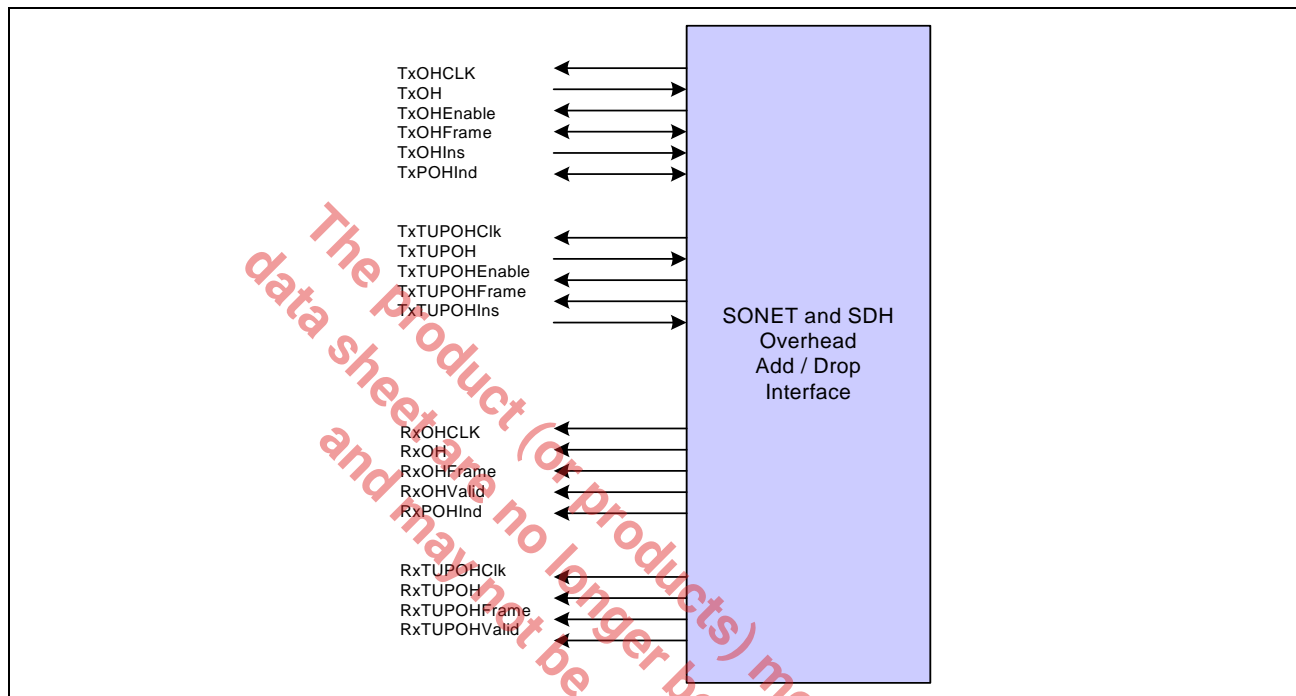 TxOHCLK
TxOH
TxOHEnable
TxOHFrame
TxOHIns
TxPOHInd
TxTUPOHClk
TxTUPOH
TxTUPOHEnable
TxTUPOHFrame
TxTUPOHIns
SONET and SDH
Overhead
Add / Drop
Interface
RxOHCLK
RxOH
RxOHFrame
RxOHValid
RxPOHInd
RxTUPOHClk
RxTUPOH
RxTUPOHFrame
RxTUPOHValid
The product (or products) me
data sheet are no longer be
and may not be